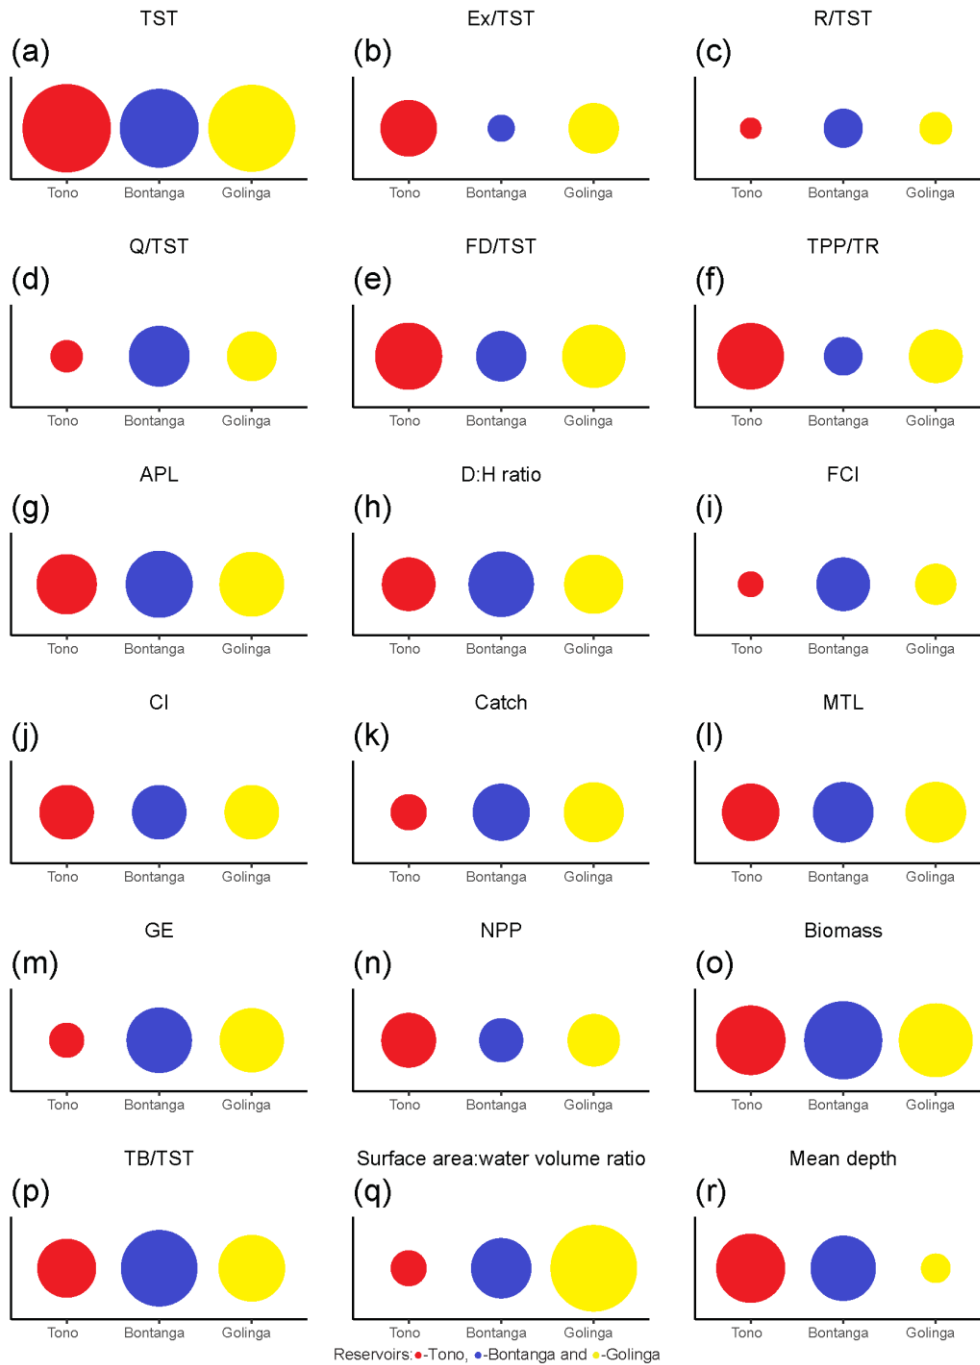 TST Ex/TST R/TST
(a) (b) (c)
Tono Bontanga Golinga Tono Bontanga Golinga Tono Bontanga Golinga
Q/TST FD/TST TPP/TR
(d) (e) (f)
Tono Bontanga Golinga Tono Bontanga Golinga Tono Bontanga Golinga
APL D:H ratio FCI
(g) (h) (i)
Tono Bontanga Golinga Tono Bontanga Golinga Tono Bontanga Golinga
CI Catch MTL
(j) (k) (l)
Tono Bontanga Golinga Tono Bontanga Golinga Tono Bontanga Golinga
GE NPP Biomass
(m) (n) (o)
Tono Bontanga Golinga Tono Bontanga Golinga Tono Bontanga Golinga
TB/TST Surface area:water volume ratio Mean depth
(p) (q) (r)
Tono Bontanga Golinga Tono Bontanga Golinga Tono Bontanga Golinga
Reservoirs:●-Tono, ●-Bontanga and ●-Golinga